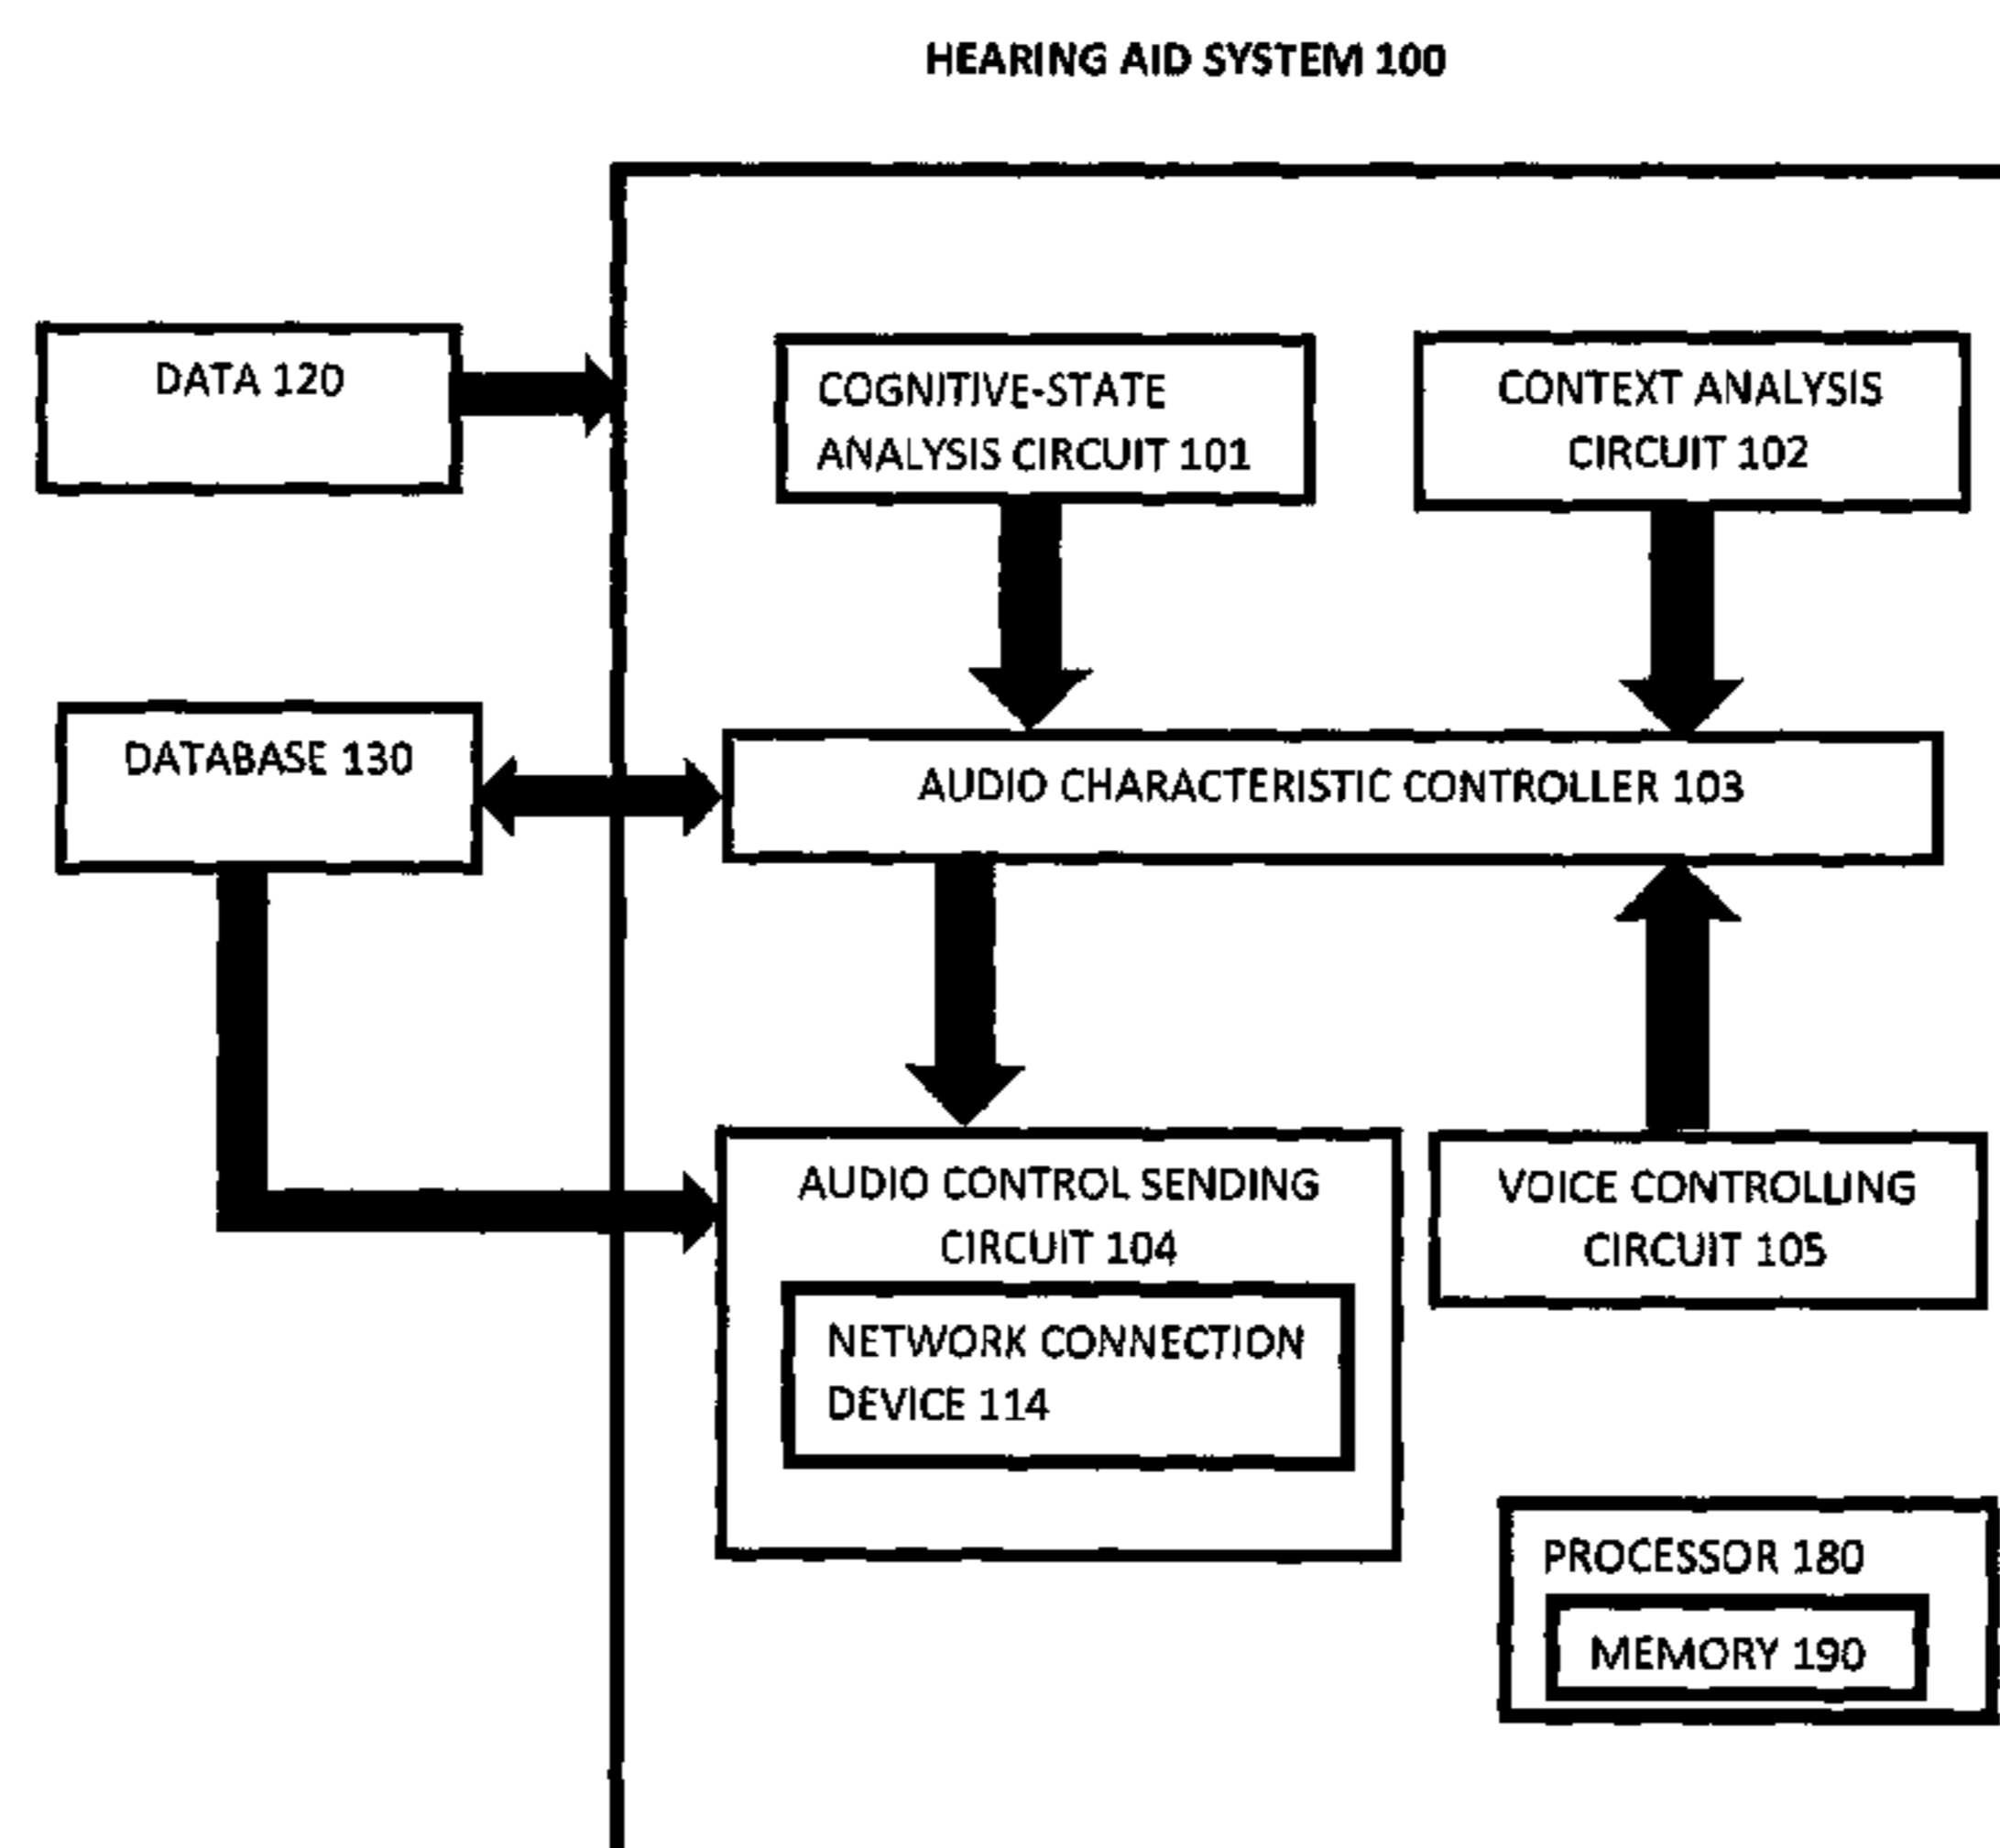 HEARING AID SYSTEM 100
DATA 120
COGNITIVE-STATE
ANALYSIS CIRCUIT 101
CONTEXT ANALYSIS
CIRCUIT 102
DATABASE 130
AUDIO CHARACTERISTIC CONTROLLER 103
AUDIO CONTROL SENDING
CIRCUIT 104
NETWORK CONNECTION
DEVICE 114
VOICE CONTROLLING
CIRCUIT 105
PROCESSOR 180
MEMORY 190